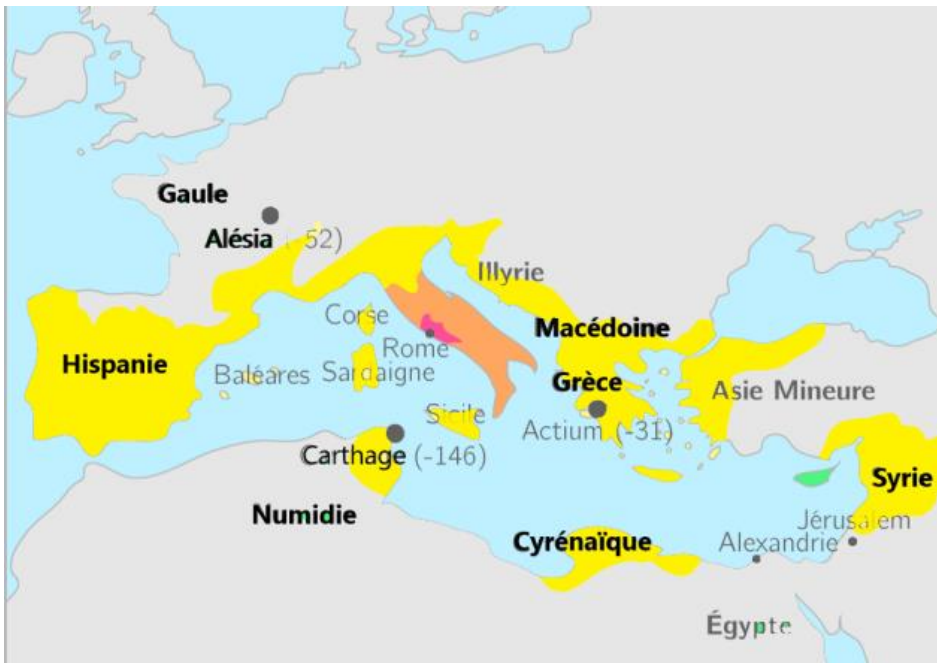 Gaule
Alésia (-52)
Illyrie
Corse
Macédoine
Rome
Hispanie
Baléares
Sardaigne
Grèce
Asie Mineure
Sicile
Actium (-31)
Carthage (-146)
Syrie
Numidie
Jérusalem
Cyrénaïque
Alexandrie
Égypte